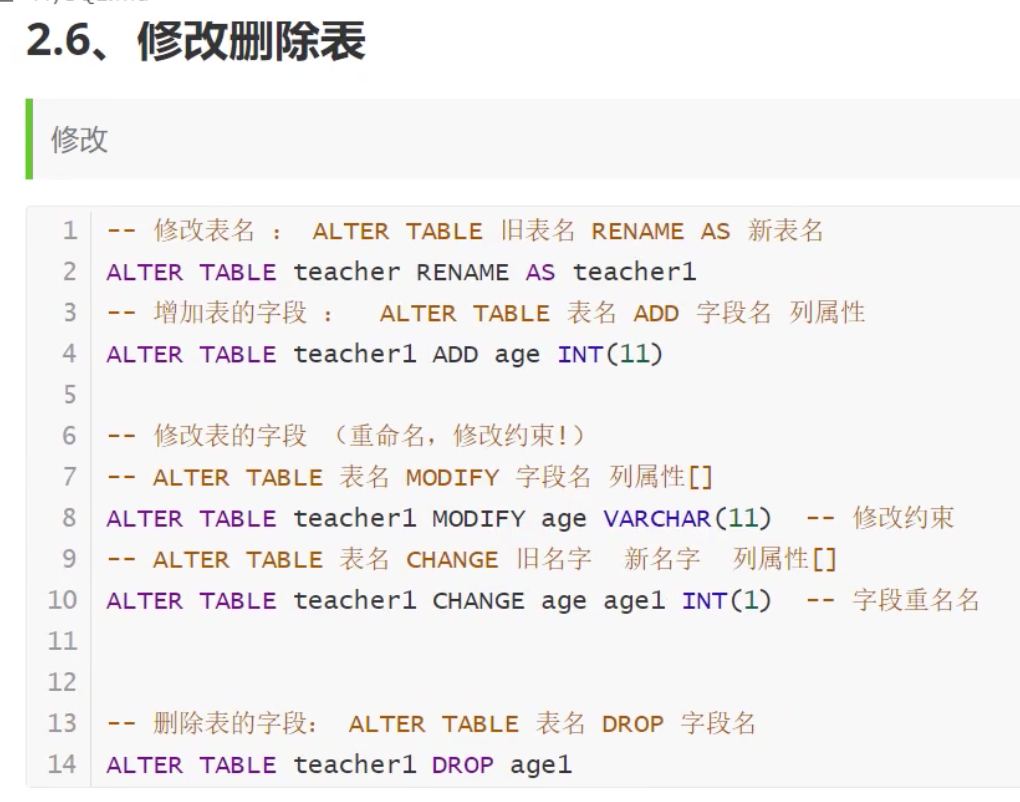 2.6、修改删除表
修改
1 -- 修改表名 : ALTER TABLE 旧表名 RENAME AS 新表名
2 ALTER TABLE teacher RENAME AS teacher1
3 -- 增加表的字段 : ALTER TABLE 表名 ADD 字段名 列属性
4 ALTER TABLE teacher1 ADD age INT(11)
5
6 -- 修改表的字段 （重命名，修改约束!）
7 -- ALTER TABLE 表名 MODIFY 字段名 列属性[]
8 ALTER TABLE teacher1 MODIFY age VARCHAR(11) -- 修改约束
9 -- ALTER TABLE 表名 CHANGE 旧名字 新名字 列属性[]
10 ALTER TABLE teacher1 CHANGE age age1 INT(1) -- 字段重名名
11
12
13 -- 删除表的字段: ALTER TABLE 表名 DROP 字段名
14 ALTER TABLE teacher1 DROP age1